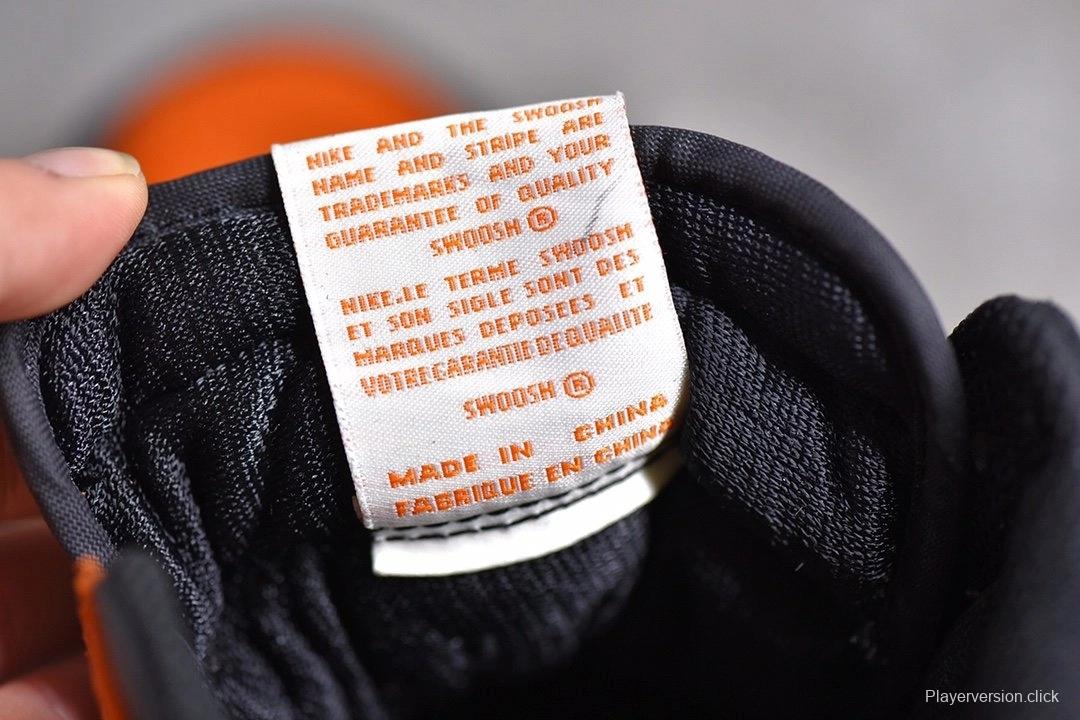 NIKE AND THE SWOOSH
NAME AND STRIPE ARE
TRADEMARKS AND YOUR
GUARANTEE OF QUALITY
SWOOSH ®
NIKE.LE TERME SWOOSH
ET SON SIGLE SONT DES
MARQUES DEPOSEES ET
VOTRE GARANTIE DE QUALITE
SWOOSH ®
MADE IN CHINA
FABRIQUE EN CHINA
Playerversion.click